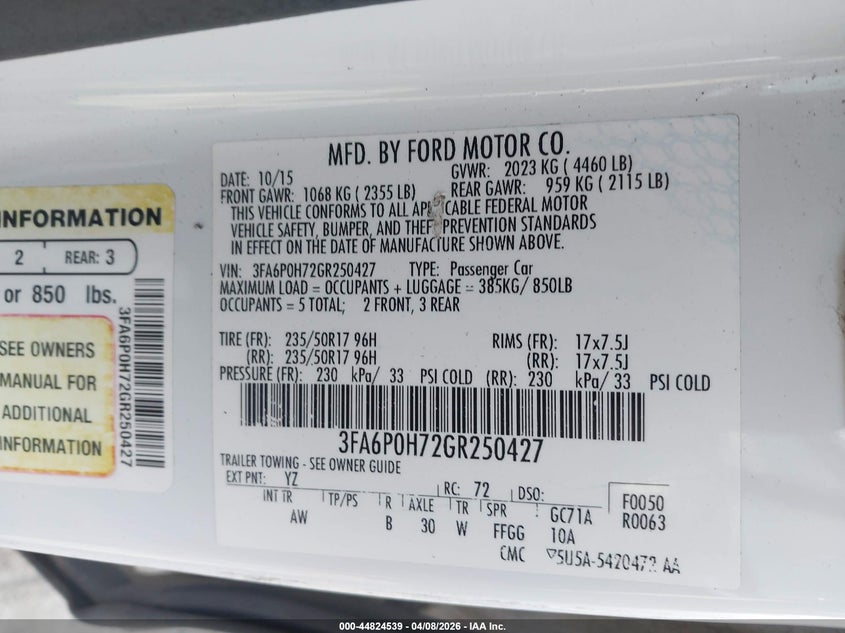 INFORMATION
2 REAR: 3
or 850 lbs.
SEE OWNERS
MANUAL FOR
ADDITIONAL
INFORMATION
3FA6P0H72GR250427
MFD. BY FORD MOTOR CO.
DATE: 10/15 GVWR: 2023 KG ( 4460 LB)
FRONT GAWR: 1068 KG ( 2355 LB) REAR GAWR: 959 KG ( 2115 LB)
THIS VEHICLE CONFORMS TO ALL APPLICABLE FEDERAL MOTOR
VEHICLE SAFETY, BUMPER, AND THEFT PREVENTION STANDARDS
IN EFFECT ON THE DATE OF MANUFACTURE SHOWN ABOVE.
VIN: 3FA6P0H72GR250427 TYPE: Passenger Car
MAXIMUM LOAD = OCCUPANTS + LUGGAGE = 385KG/ 850LB
OCCUPANTS = 5 TOTAL; 2 FRONT, 3 REAR
TIRE (FR): 235/50R17 96H RIMS (FR): 17x7.5J
(RR): 235/50R17 96H (RR): 17x7.5J
PRESSURE (FR): 230 kPa/ 33 PSI COLD (RR): 230 kPa/ 33 PSI COLD
3FA6P0H72GR250427
TRAILER TOWING - SEE OWNER GUIDE
EXT PNT: YZ RC: 72 DSO: F0050
INT TR TP/PS R AXLE TR SPR GC71A R0063
AW B 30 W FFGG 10A
CMC 5U5A-5420472 AA
000-44824539 - 04/08/2026 - IAA Inc.